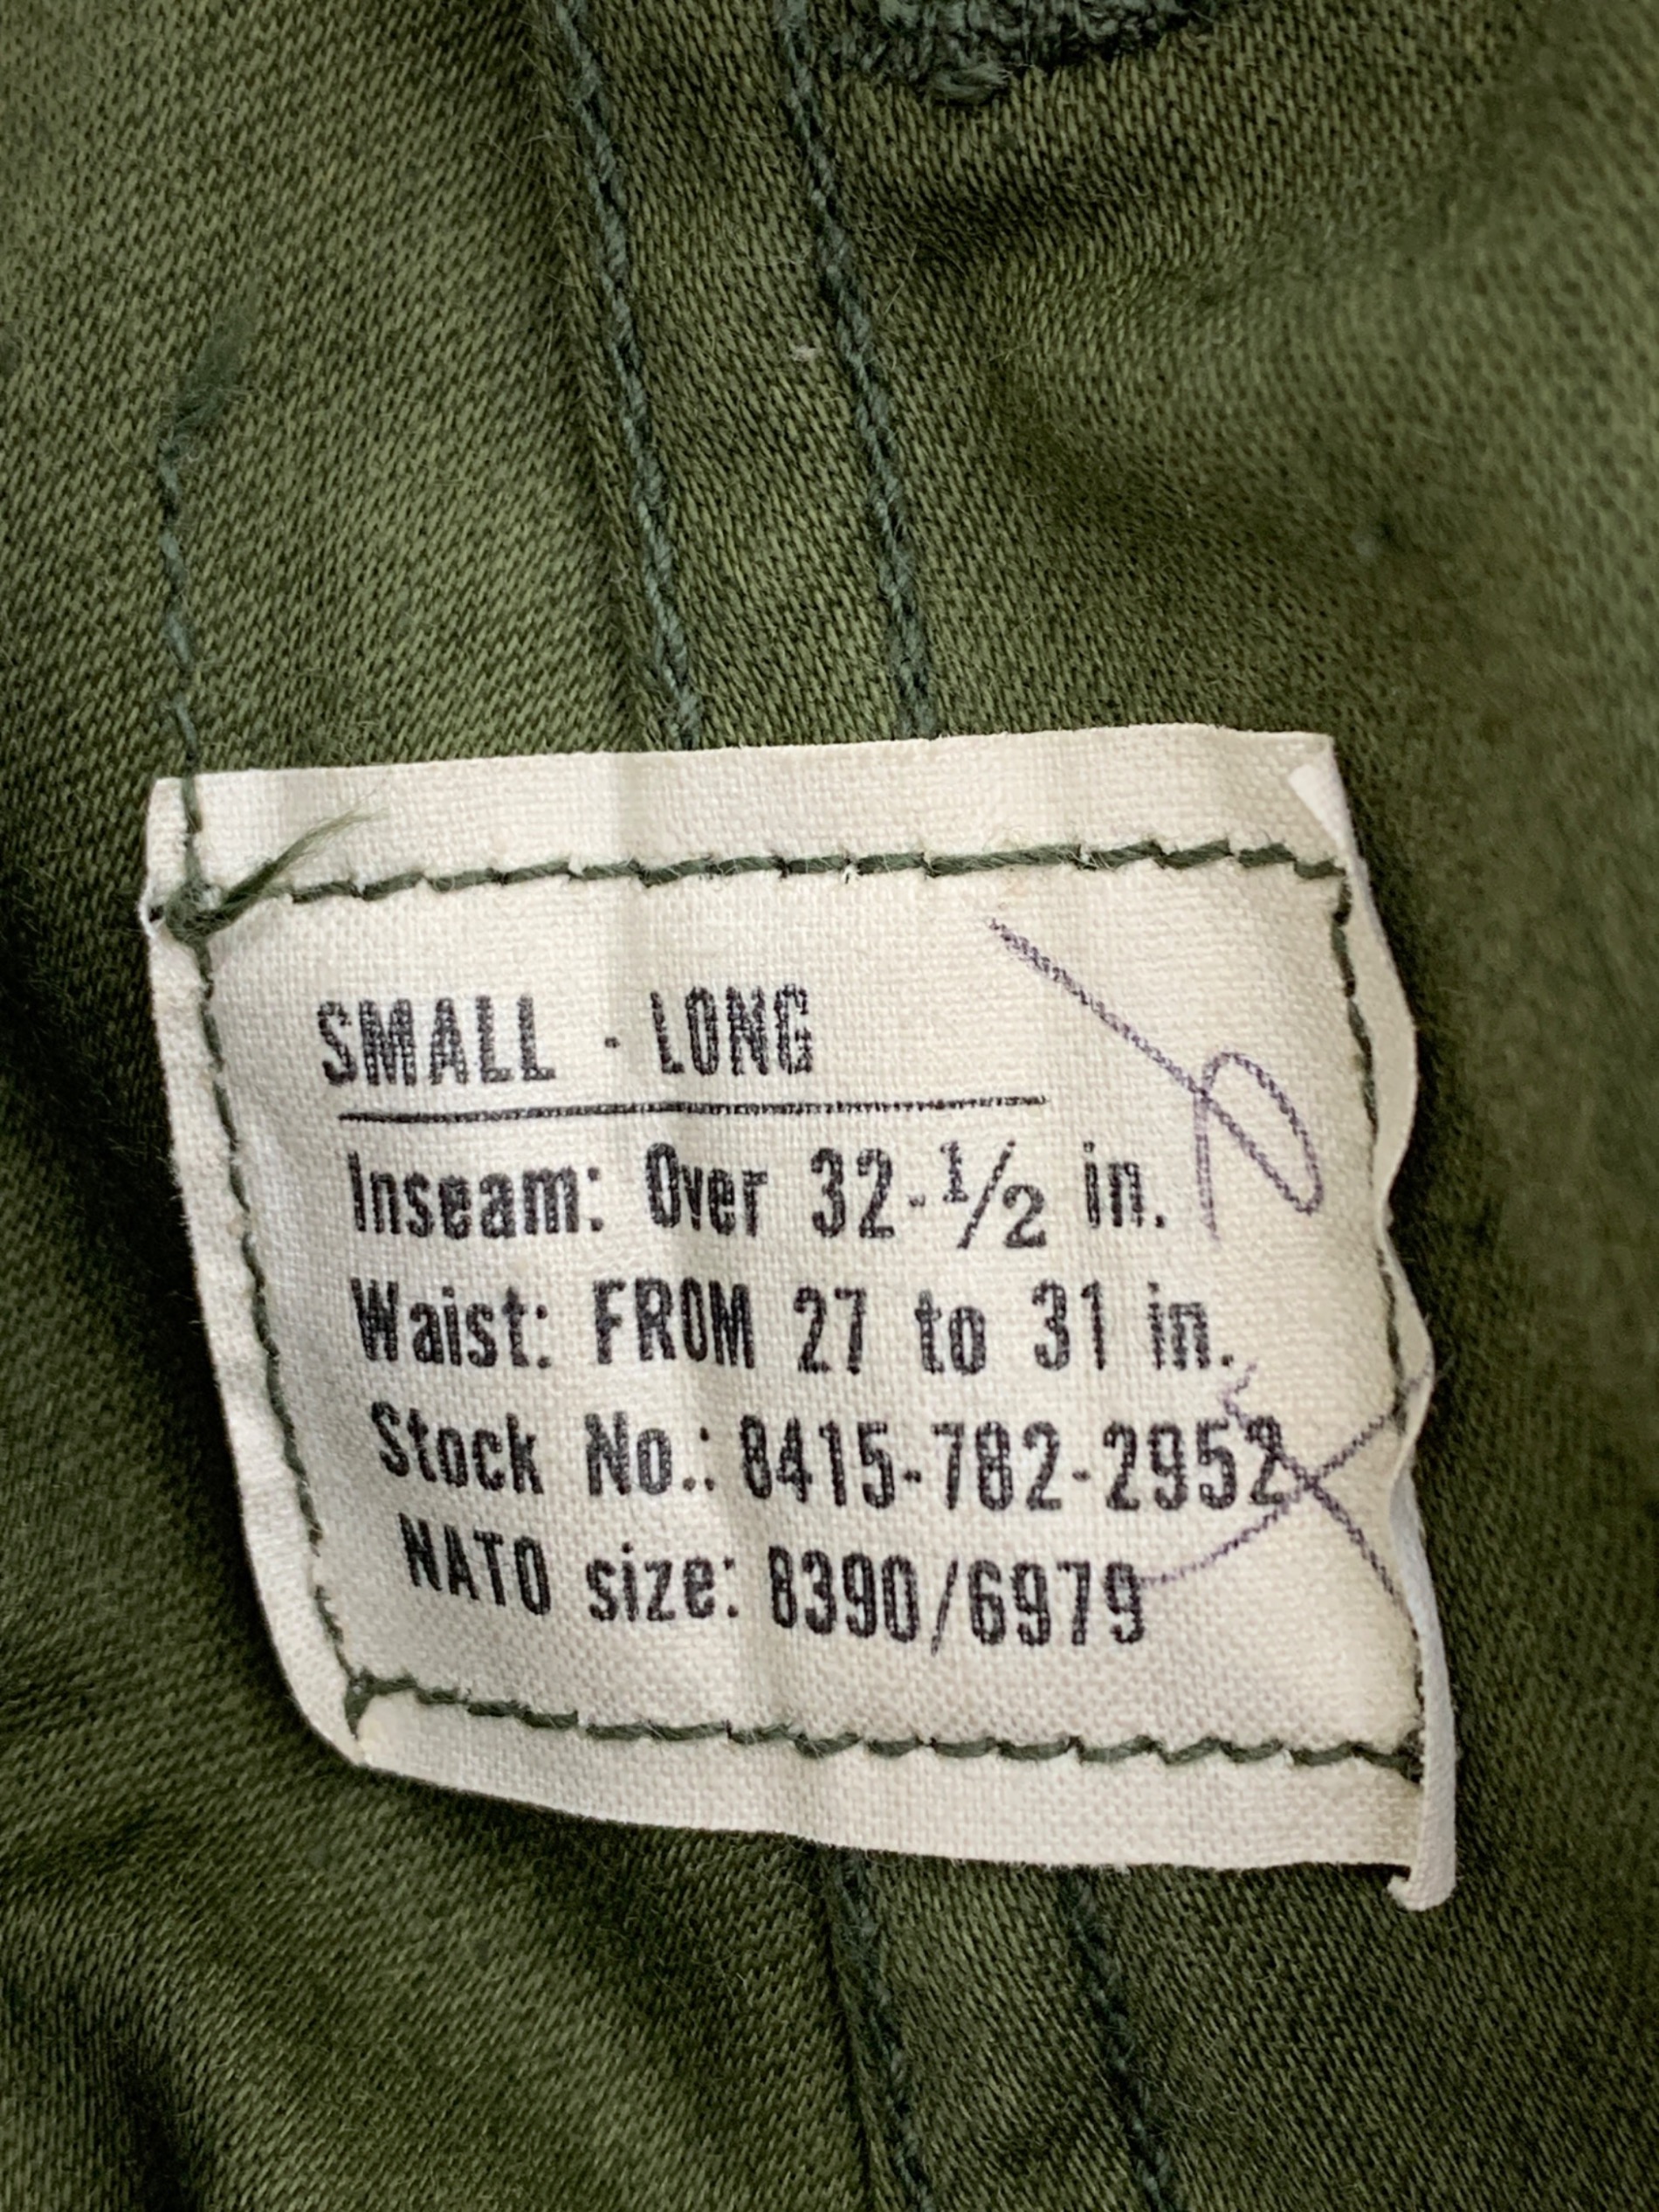 SMALL - LONG
Inseam: Over 32-1/2 in.
Waist: FROM 27 to 31 in.
Stock No.: 8415-782-2952
NATO size: 8390/6979